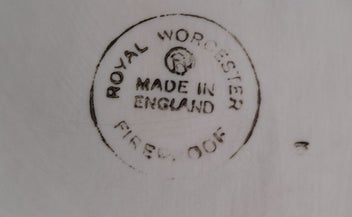 ROYAL WORCESTER
MADE IN
ENGLAND
FIREPROOF